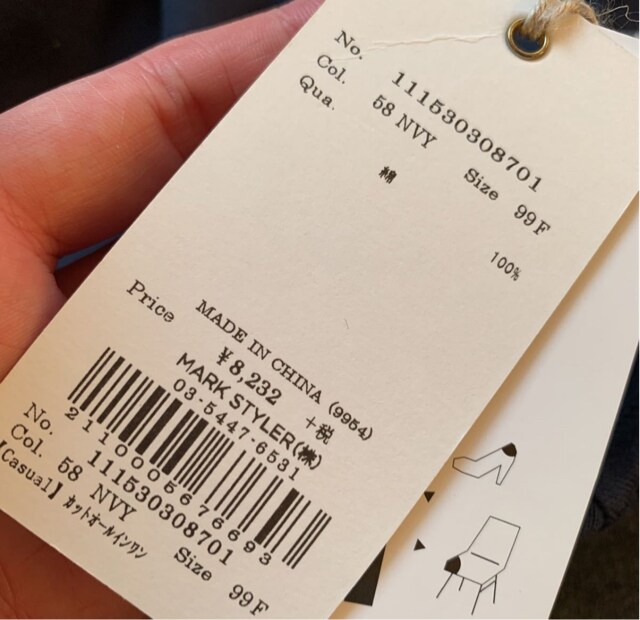 No. 111530308701
Col. 58 NVY Size 99F
Qua.
綿 100%
MADE IN CHINA (9954)
Price ¥8,232 +税
MARK STYLER(株)
03-5447-6531
2110005676693
No. 111530308701
Col. 58 NVY Size 99F
【Casual】カットオールインワン